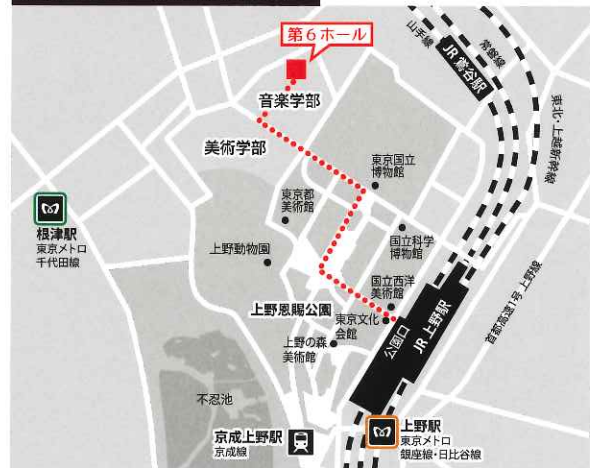 第6ホール
音楽学部
美術学部
山手線
JR 鶯谷駅
常盤線
東北・上越新幹線
東京国立
博物館
東京都
美術館
根津駅
東京メトロ
千代田線
上野動物園
国立科学
博物館
国立西洋
美術館
上野恩賜公園
東京文化
会館
公園口
JR 上野駅
首都高速1号 上野線
上野の森
美術館
不忍池
京成上野駅
京成線
上野駅
東京メトロ
銀座線・日比谷線